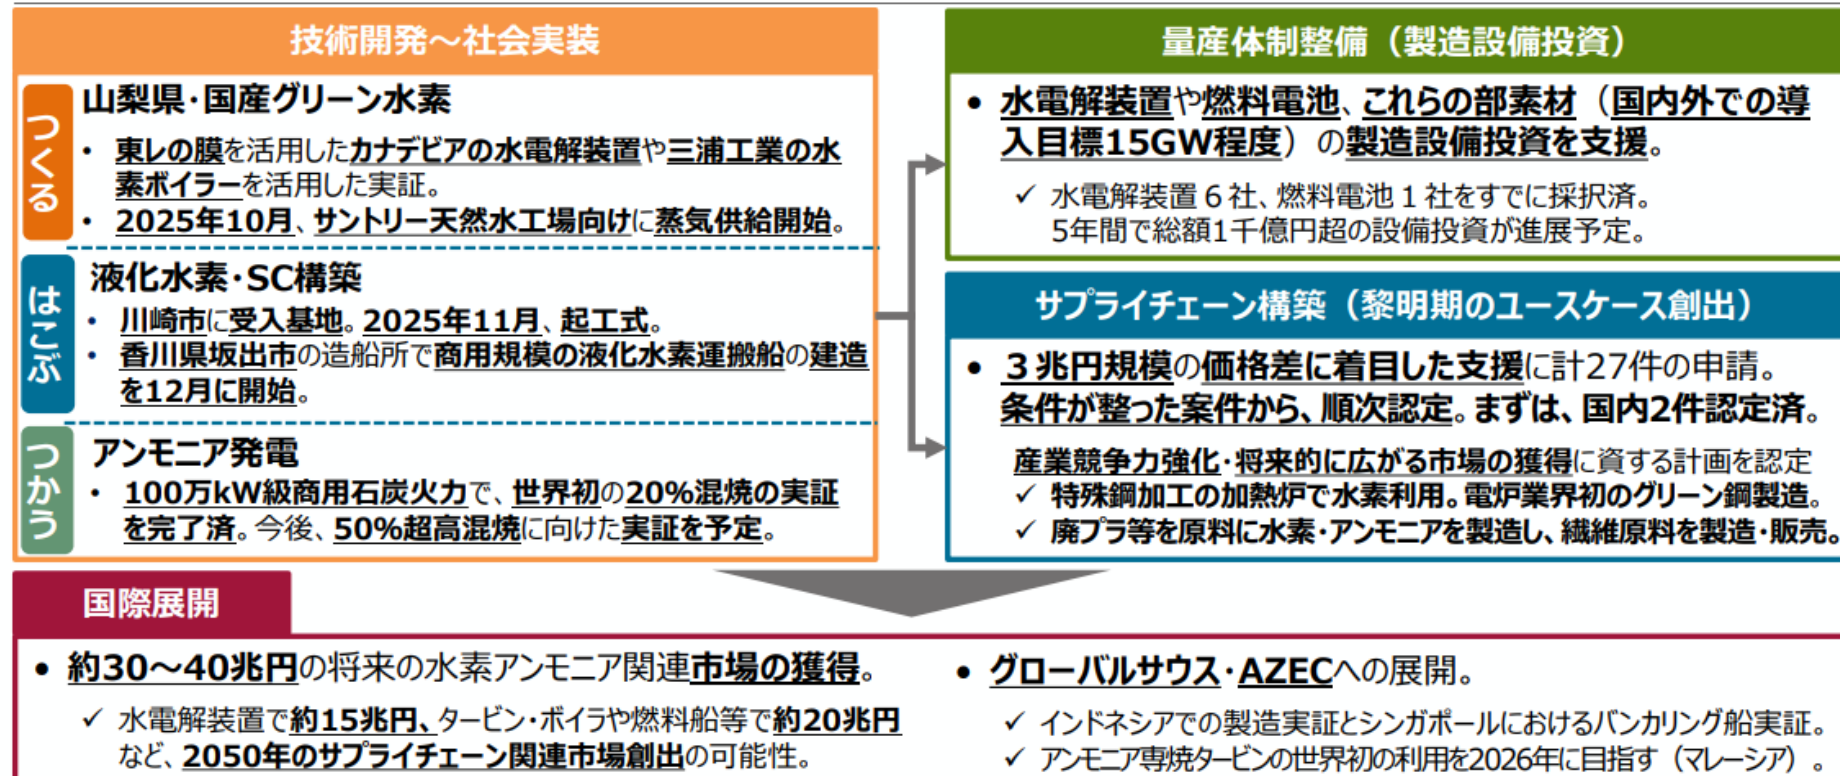 技術開発～社会実装
つくる
山梨県・国産グリーン水素
• 東レの膜を活用したカナデビアの水電解装置や三浦工業の水
素ボイラーを活用した実証。
• 2025年10月、サントリー天然水工場向けに蒸気供給開始。
はこぶ
液化水素・SC構築
• 川崎市に受入基地。2025年11月、起工式。
• 香川県坂出市の造船所で商用規模の液化水素運搬船の建造
を12月に開始。
つかう
アンモニア発電
• 100万kW級商用石炭火力で、世界初の20%混焼の実証
を完了済。今後、50%超高混焼に向けた実証を予定。
量産体制整備（製造設備投資）
• 水電解装置や燃料電池、これらの部素材（国内外での導
入目標15GW程度）の製造設備投資を支援。
✓ 水電解装置６社、燃料電池１社をすでに採択済。
5年間で総額1千億円超の設備投資が進展予定。
サプライチェーン構築（黎明期のユースケース創出）
• ３兆円規模の価格差に着目した支援に計27件の申請。
条件が整った案件から、順次認定。まずは、国内2件認定済。
産業競争力強化・将来的に広がる市場の獲得に資する計画を認定
✓ 特殊鋼加工の加熱炉で水素利用。電炉業界初のグリーン鋼製造。
✓ 廃プラ等を原料に水素・アンモニアを製造し、繊維原料を製造・販売。
国際展開
• 約30～40兆円の将来の水素アンモニア関連市場の獲得。
✓ 水電解装置で約15兆円、タービン・ボイラや燃料船等で約20兆円
など、2050年のサプライチェーン関連市場創出の可能性。
• グローバルサウス・AZECへの展開。
✓ インドネシアでの製造実証とシンガポールにおけるバンカリング船実証。
✓ アンモニア専焼タービンの世界初の利用を2026年に目指す（マレーシア）。